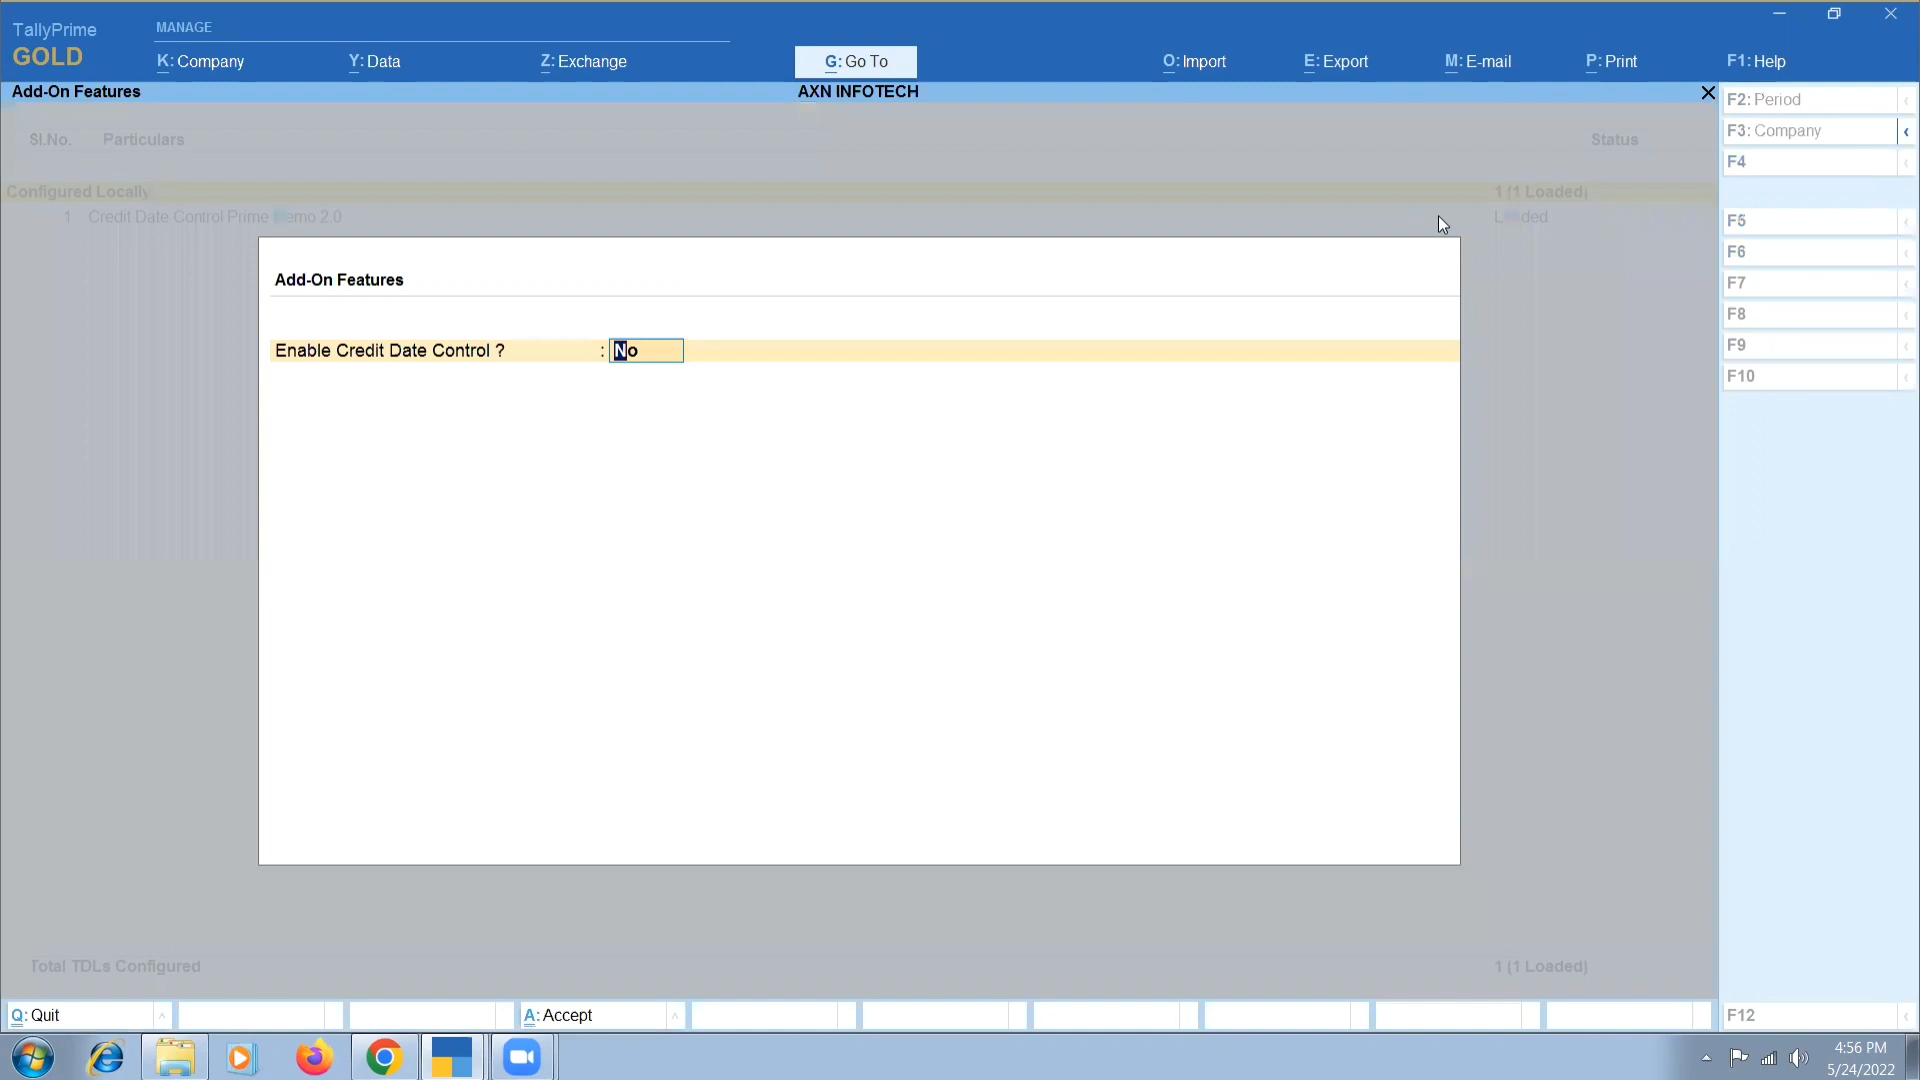 TallyPrime
GOLD
MANAGE
K: Company
Y: Data
Z: Exchange
G: Go To
O: Import
E: Export
M: E-mail
P: Print
F1: Help
Add-On Features
AXN INFOTECH
F2: Period
F3: Company
F4
F5
F6
F7
F8
F9
F10
F12
Sl.No. Particulars Status
Configured Locally 1 (1 Loaded)
1 Credit Date Control Prime 2.0
Add-On Features
Enable Credit Date Control ? : No
Total TDLs Configured 1 (1 Loaded)
Q: Quit
A: Accept
4:56 PM
5/24/2022